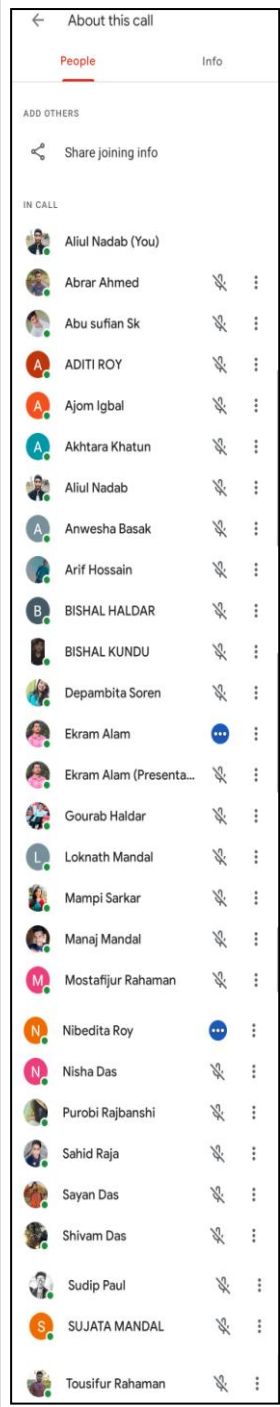 About this call
People Info
ADD OTHERS
Share joining info
IN CALL
Aliul Nadab (You)
Abrar Ahmed
Abu sufian Sk
A ADITI ROY
A Ajom Igbal
A Akhtara Khatun
Aliul Nadab
A Anwesha Basak
Arif Hossain
B BISHAL HALDAR
BISHAL KUNDU
Depambita Soren
Ekram Alam
Ekram Alam (Presenta...
Gourab Haldar
L Loknath Mandal
Mampi Sarkar
Manaj Mandal
M Mostafijur Rahaman
N Nibedita Roy
N Nisha Das
Purobi Rajbanshi
Sahid Raja
Sayan Das
Shivam Das
Sudip Paul
S SUJATA MANDAL
Tousifur Rahaman